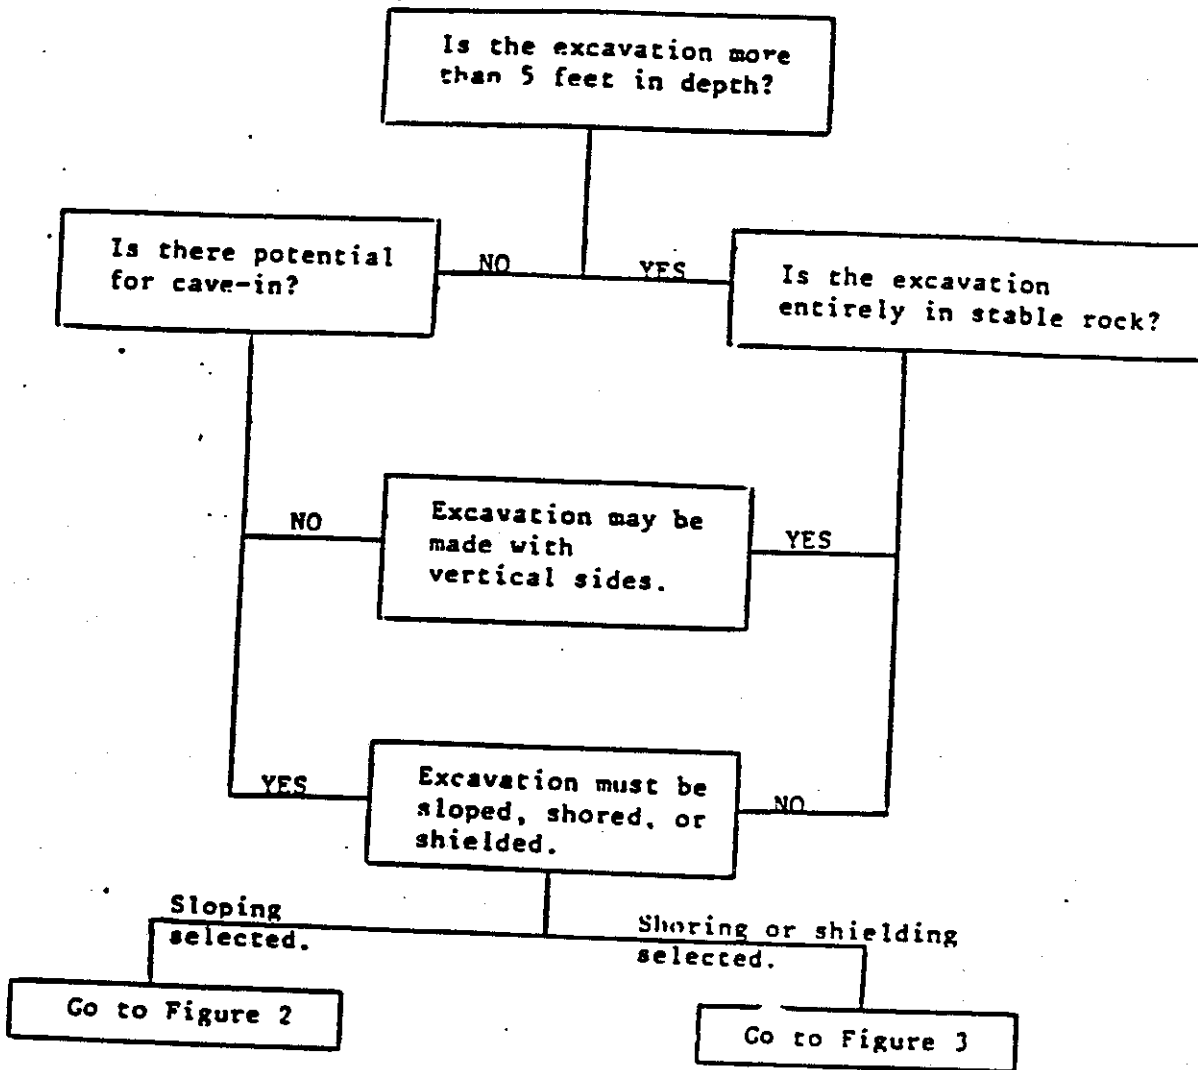 Is the excavation more
than 5 feet in depth?
Is there potential
for cave-in?
NO
YES
Is the excavation
entirely in stable rock?
NO
Excavation may be
made with
vertical sides.
YES
YES
Excavation must be
sloped, shored, or
shielded.
NO
Sloping
selected.
Shoring or shielding
selected.
Go to Figure 2
Go to Figure 3